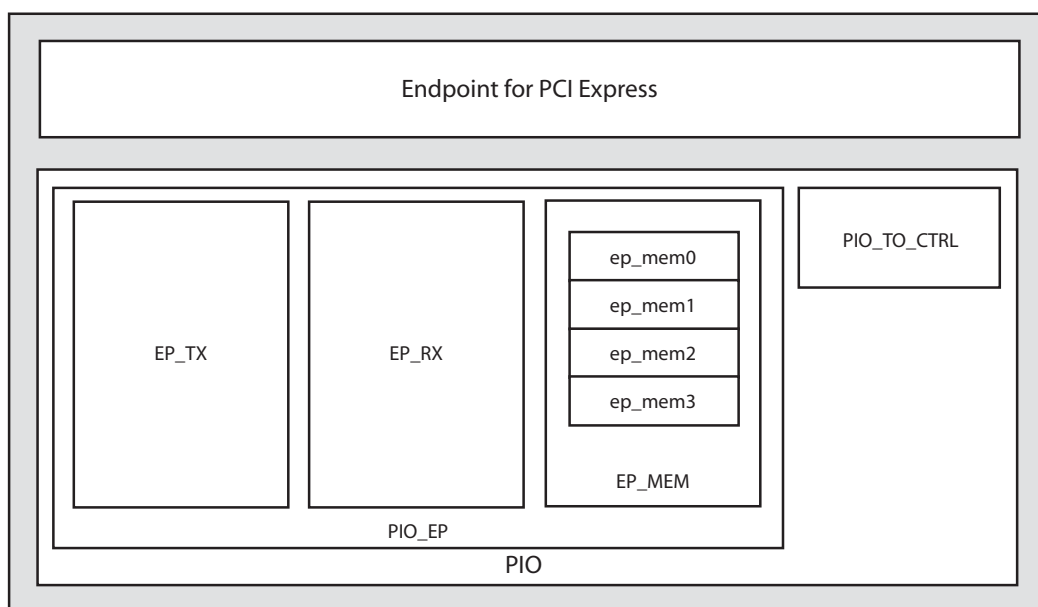 Endpoint for PCI Express
PIO_TO_CTRL
ep_mem0
ep_mem1
EP_TX
EP_RX
ep_mem2
ep_mem3
EP_MEM
PIO_EP
PIO